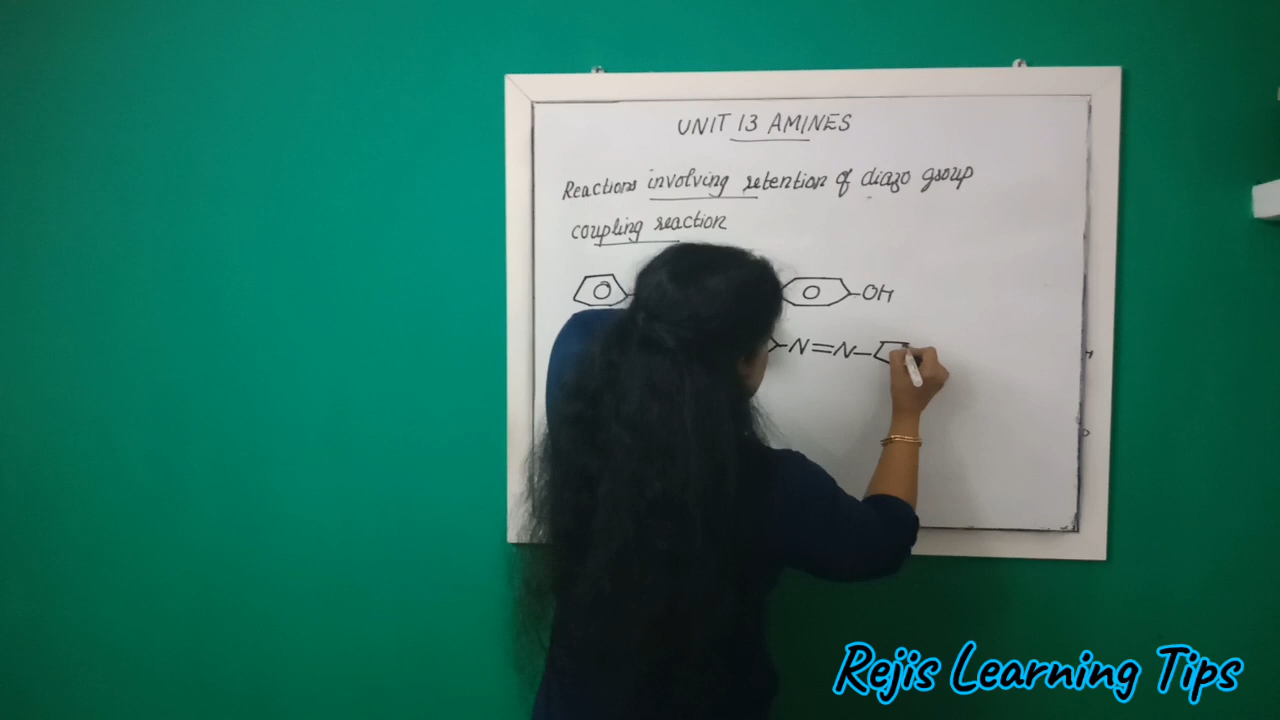 UNIT 13 AMINES
Reactions involving retention of diazo group
coupling reaction
OH
N=N
Rejis Learning Tips